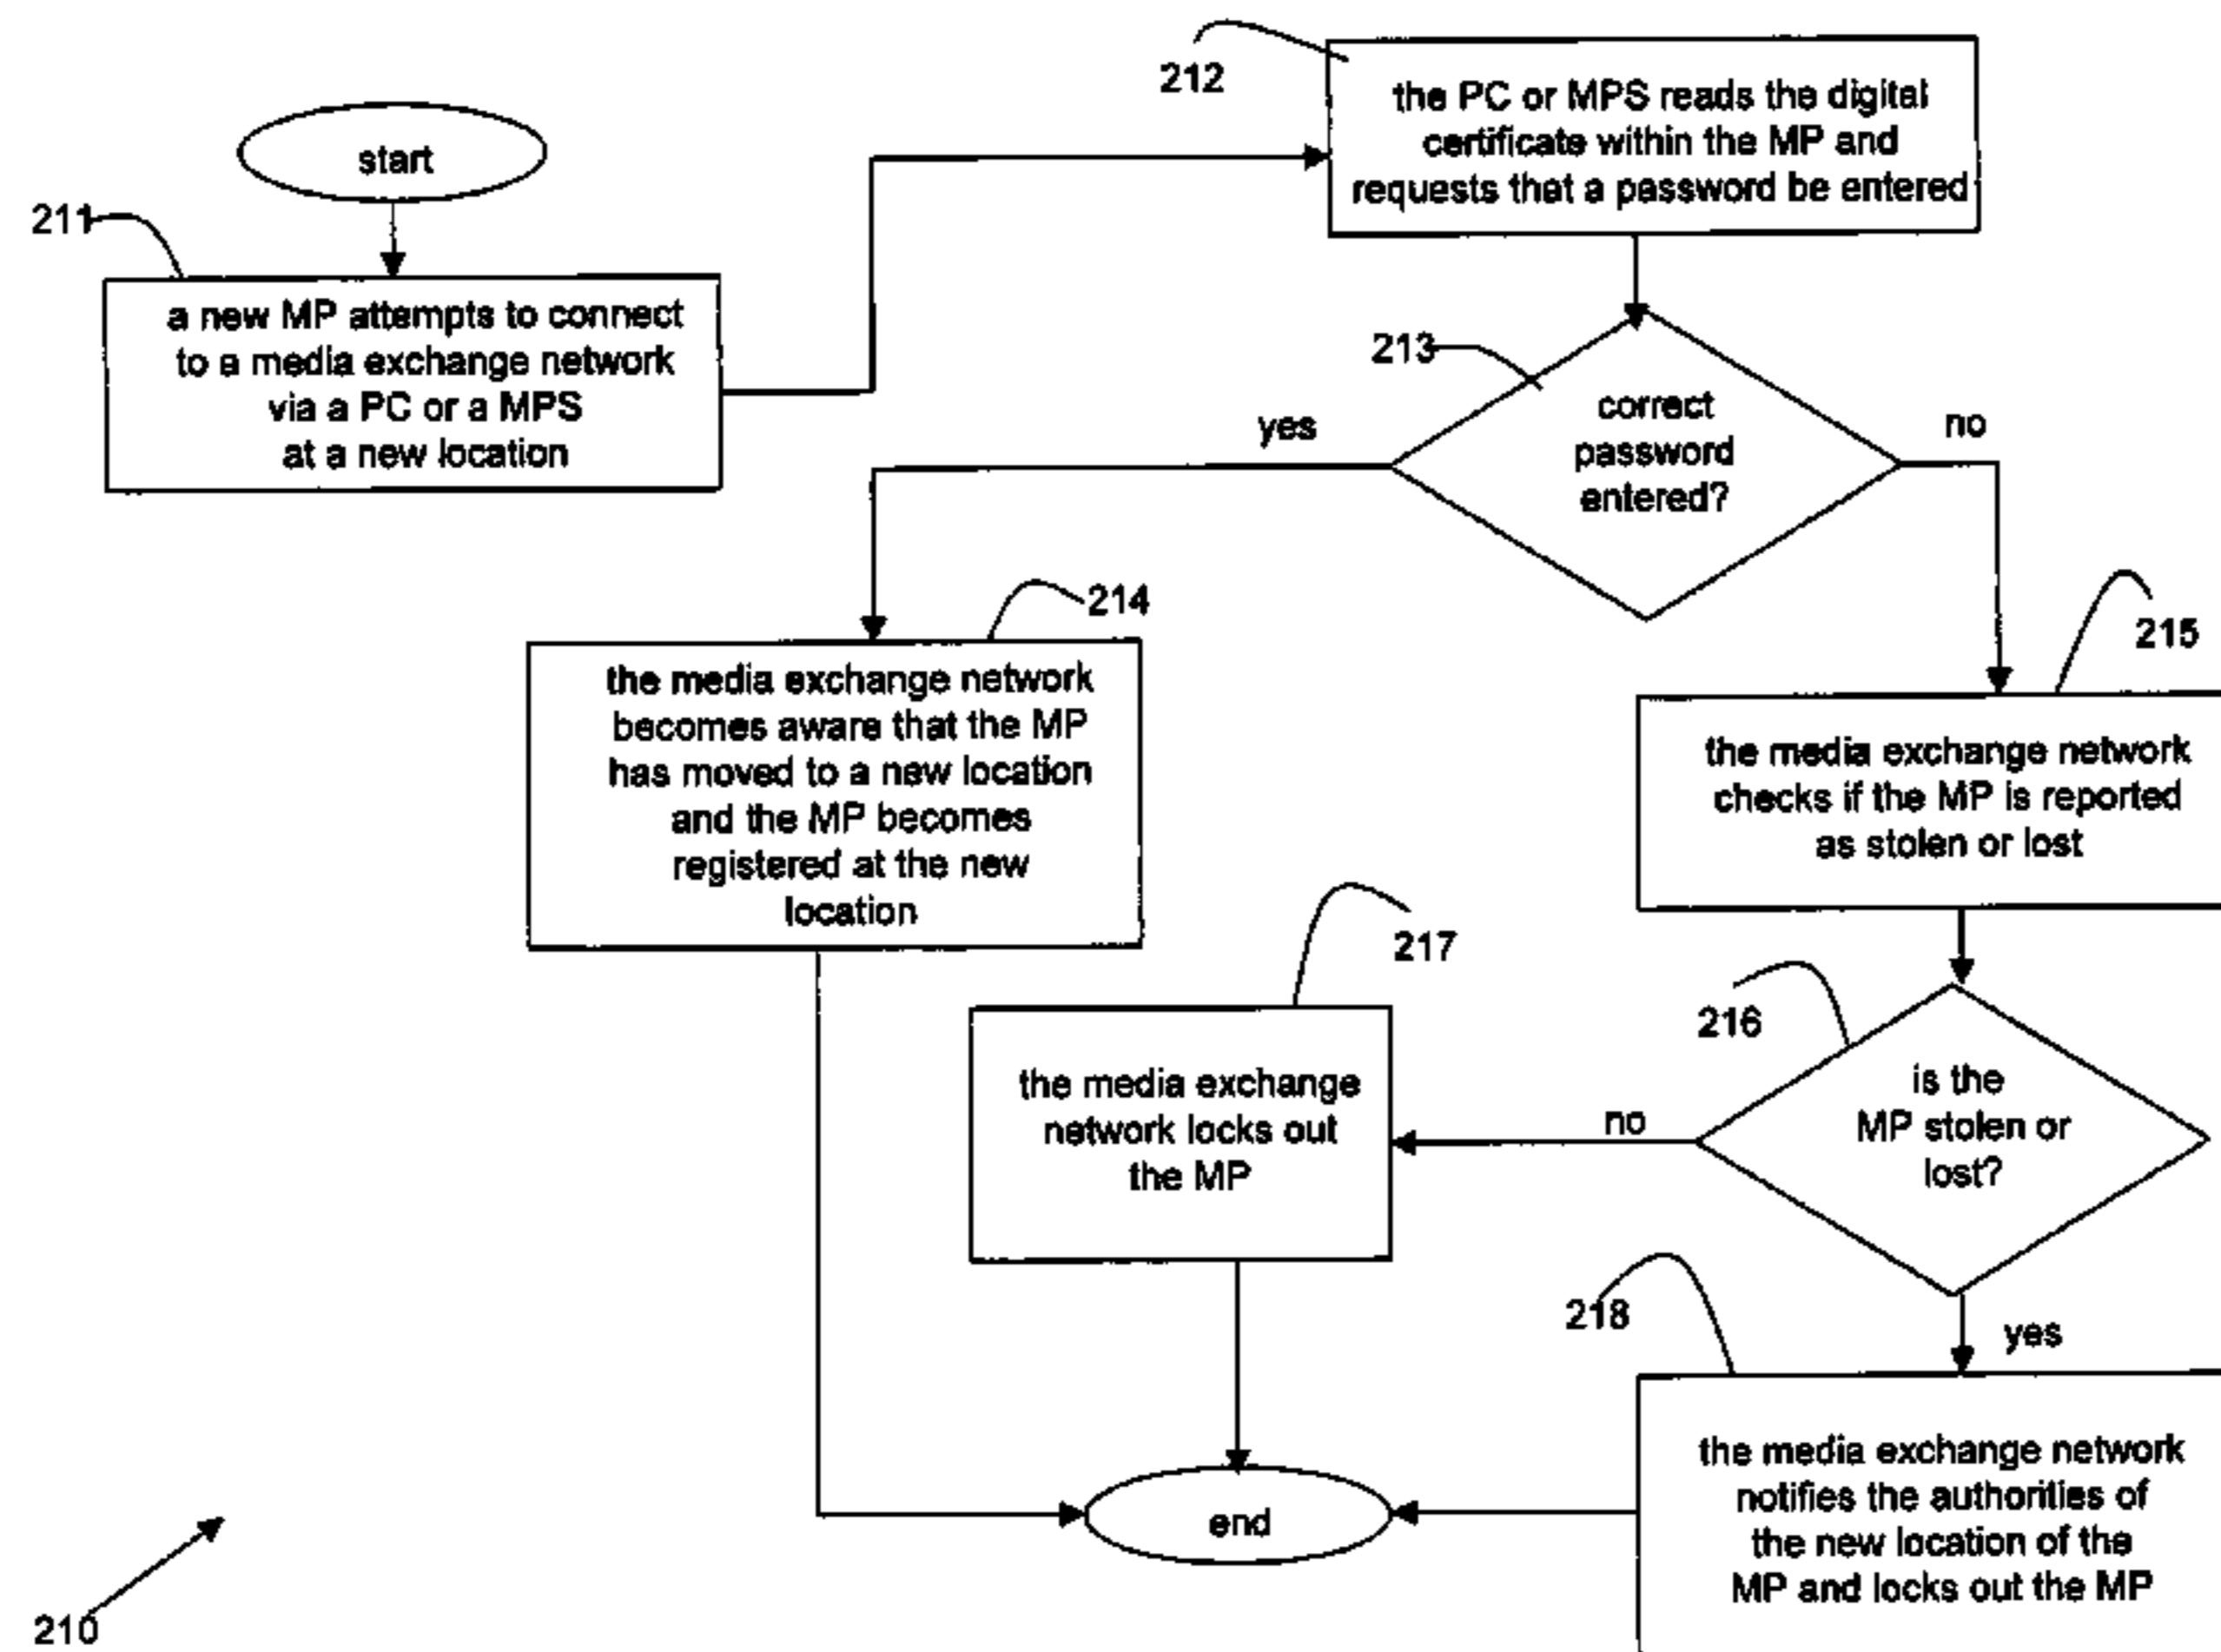 start
211
a new MP attempts to connect
to a media exchange network
via a PC or a MPS
at a new location
212
the PC or MPS reads the digital
certificate within the MP and
requests that a password be entered
213
correct
password
entered?
yes
no
214
the media exchange network
becomes aware that the MP
has moved to a new location
and the MP becomes
registered at the new
location
215
the media exchange network
checks if the MP is reported
as stolen or lost
216
is the
MP stolen or
lost?
no
yes
217
the media exchange
network locks out
the MP
218
the media exchange network
notifies the authorities of
the new location of the
MP and locks out the MP
end
210